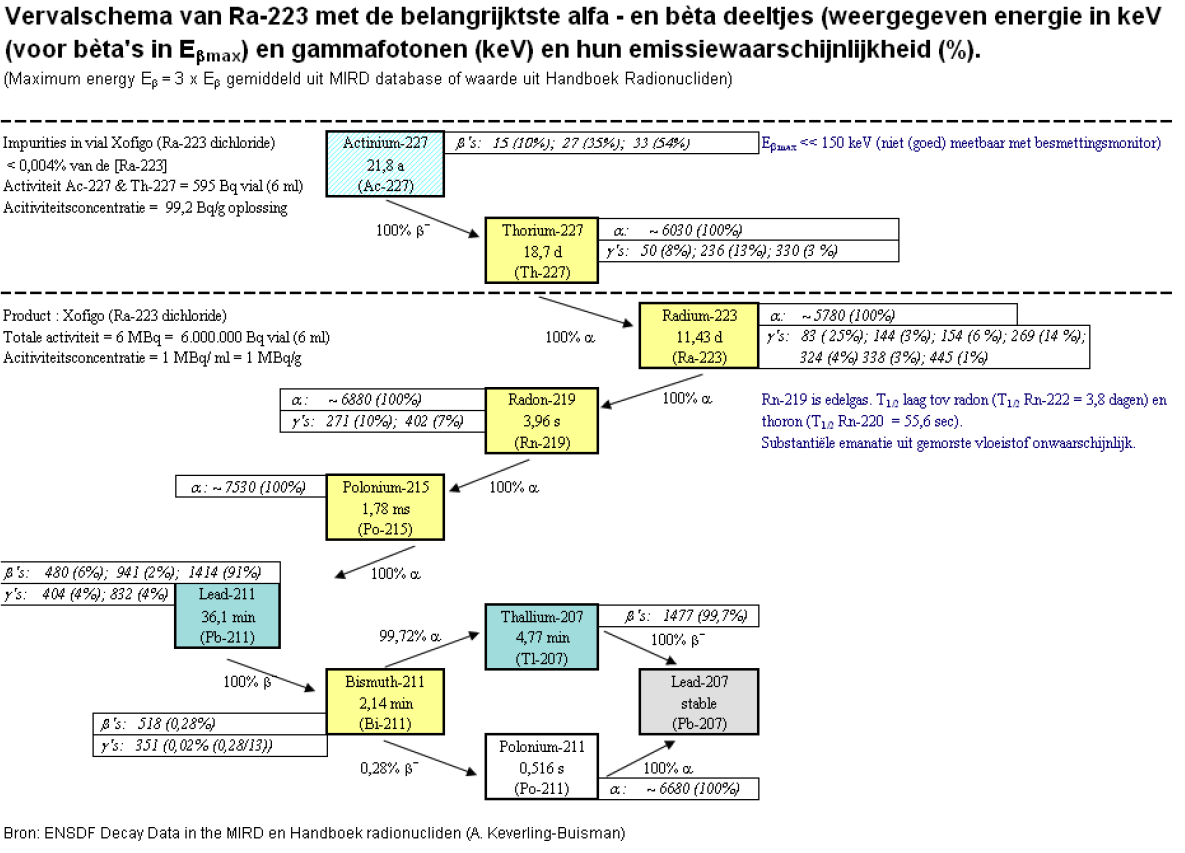 Vervalschema van Ra-223 met de belangrijktste alfa - en bèta deeltjes (weergegeven energie in keV
(voor bèta's in Eβmax) en gammafotonen (keV) en hun emissiewaarschijnlijkheid (%).
(Maximum energy Eβ = 3 x Eβ gemiddeld uit MIRD database of waarde uit Handboek Radionucliden)
Impurities in vial Xofigo (Ra-223 dichloride)
< 0,004% van de [Ra-223]
Activiteit Ac-227 & Th-227 = 595 Bq vial (6 ml)
Acitiviteitsconcentratie = 99,2 Bq/g oplossing
Actinium-227
21,8 a
(Ac-227)
β's: 15 (10%); 27 (35%); 33 (54%)
Eβmax << 150 keV (niet (goed) meetbaar met besmettingsmonitor)
100% β⁻
Thorium-227
18,7 d
(Th-227)
α: ~ 6030 (100%)
γ's: 50 (8%); 236 (13%); 330 (3 %)
Product : Xofigo (Ra-223 dichloride)
Totale activiteit = 6 MBq = 6.000.000 Bq vial (6 ml)
Acitiviteitsconcentratie = 1 MBq/ ml = 1 MBq/g
100% α
Radium-223
11,43 d
(Ra-223)
α: ~ 5780 (100%)
γ's: 83 (25%); 144 (3%); 154 (6 %); 269 (14 %);
324 (4%) 338 (3%); 445 (1%)
α: ~ 6880 (100%)
γ's: 271 (10%); 402 (7%)
Radon-219
3,96 s
(Rn-219)
100% α
Rn-219 is edelgas. T1/2 laag tov radon (T1/2 Rn-222 = 3,8 dagen) en
thoron (T1/2 Rn-220 = 55,6 sec).
Substantiële emanatie uit gemorste vloeistof onwaarschijnlijk.
α: ~ 7530 (100%)
Polonium-215
1,78 ms
(Po-215)
100% α
β's: 480 (6%); 941 (2%); 1414 (91%)
γ's: 404 (4%); 832 (4%)
Lead-211
36,1 min
(Pb-211)
100% α
99,72% α
Thallium-207
4,77 min
(Tl-207)
β's: 1477 (99,7%)
100% β⁻
100% β
Bismuth-211
2,14 min
(Bi-211)
Lead-207
stable
(Pb-207)
β's: 518 (0,28%)
γ's: 351 (0,02% (0,28/13))
0,28% β⁻
Polonium-211
0,516 s
(Po-211)
100% α
α: ~ 6680 (100%)
Bron: ENSDF Decay Data in the MIRD en Handboek radionucliden (A. Keverling-Buisman)